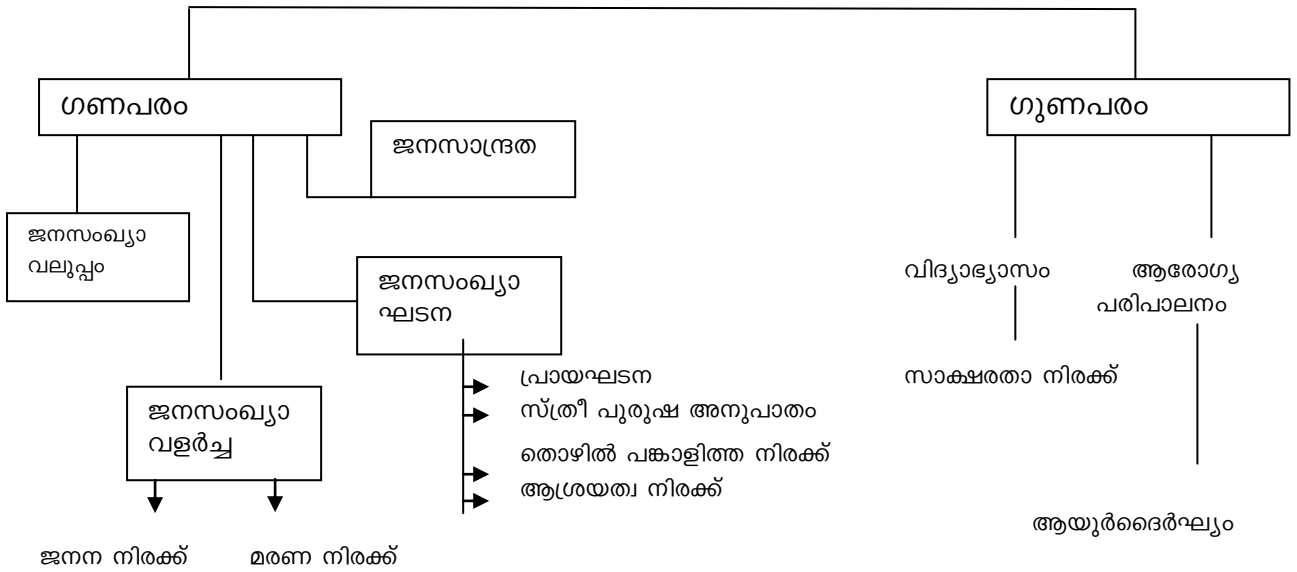 ഗണപരം
ഗുണപരം
ജനസാന്ദ്രത
ജനസംഖ്യാ
വലുപ്പം
ജനസംഖ്യാ
ഘടന
വിദ്യാഭ്യാസം
ആരോഗ്യ
പരിപാലനം
പ്രായഘടന
സ്ത്രീ പുരുഷ അനുപാതം
തൊഴിൽ പങ്കാളിത്ത നിരക്ക്
ആശ്രയത്വ നിരക്ക്
സാക്ഷരതാ നിരക്ക്
ജനസംഖ്യാ
വളർച്ച
ആയുർദൈർഘ്യം
ജനന നിരക്ക്
മരണ നിരക്ക്